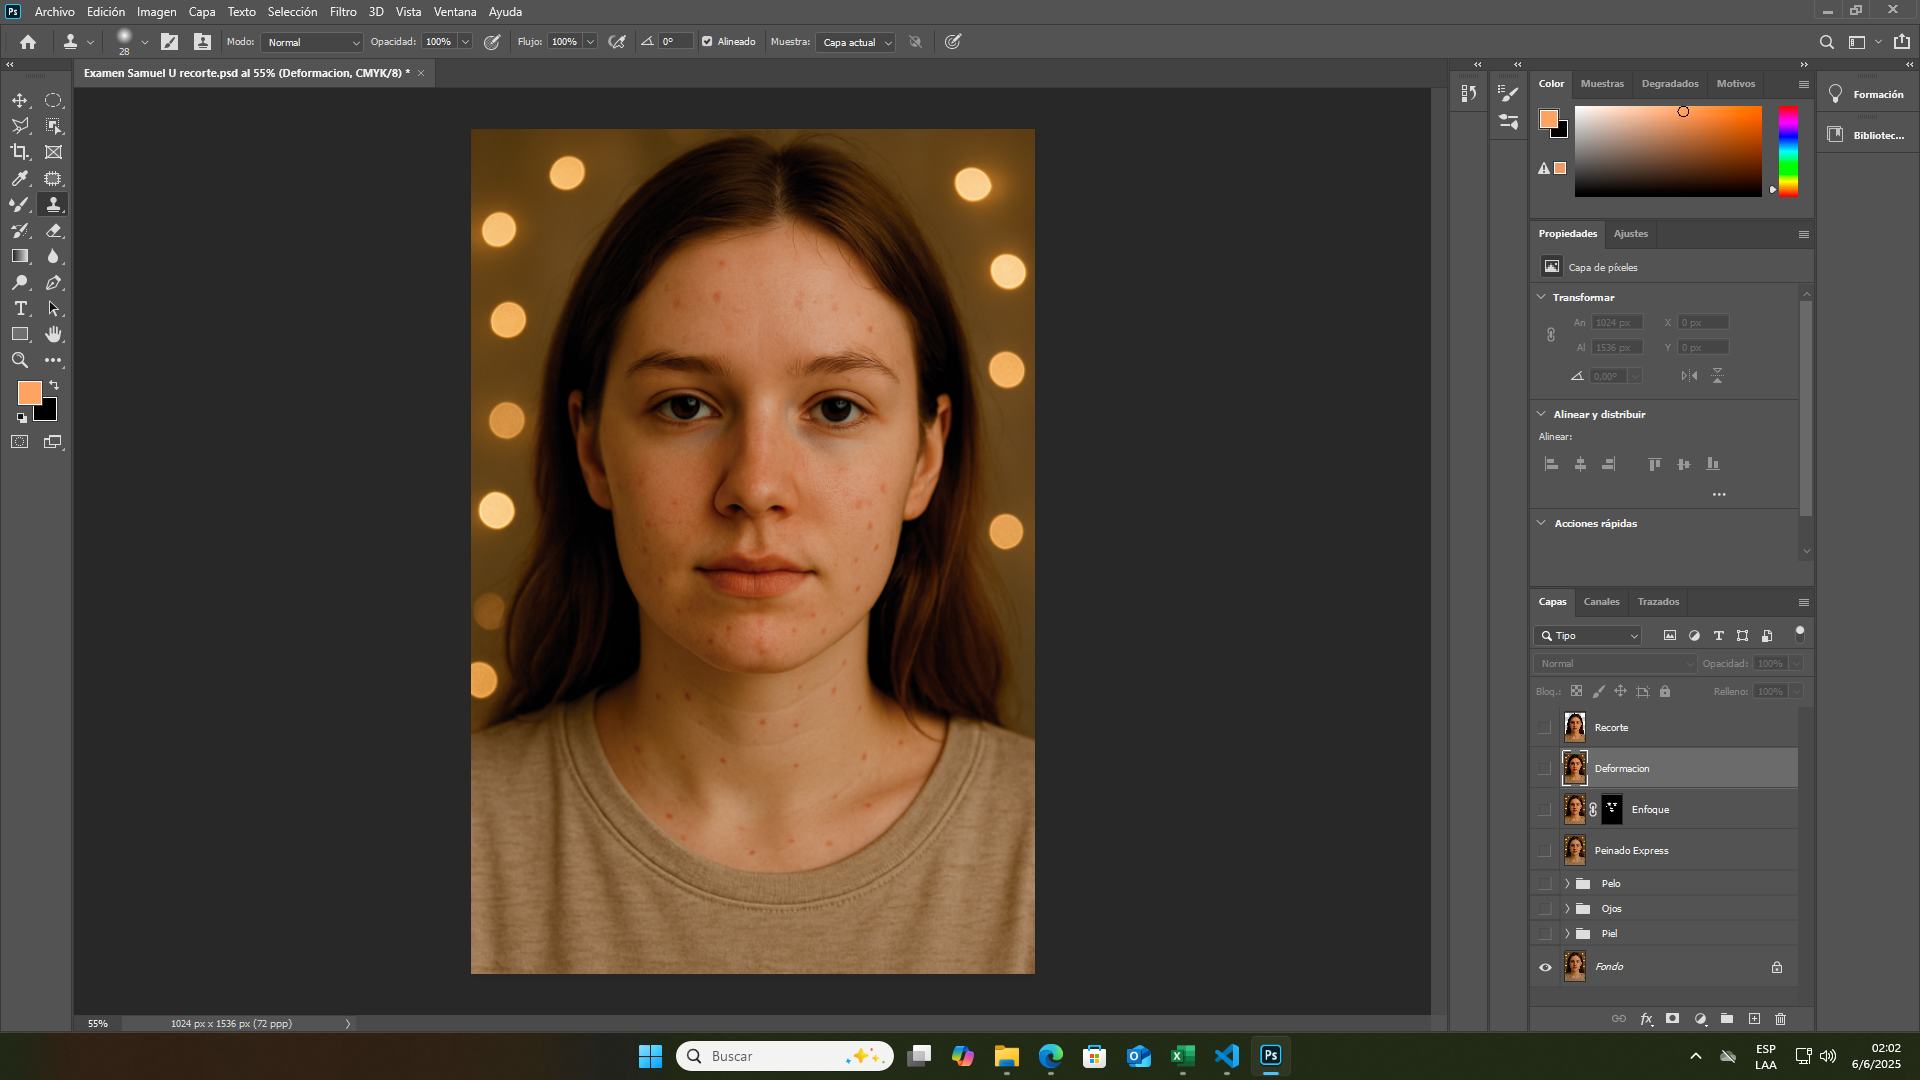 Ps Archivo Edición Imagen Capa Texto Selección Filtro 3D Vista Ventana Ayuda
28 Modo: Normal Opacidad: 100% Flujo: 100% 0° Alineado Muestra: Capa actual
Examen Samuel U recorte.psd al 55% (Deformacion, CMYK/8) * ×
Color Muestras Degradados Motivos
Formación
Bibliotec...
Propiedades Ajustes
Capa de píxeles
Transformar
An 1024 px X 0 px
Al 1536 px Y 0 px
0,00°
Alinear y distribuir
Alinear:
Acciones rápidas
Capas Canales Trazados
Tipo
Normal Opacidad: 100%
Bloq.: Relleno: 100%
Recorte
Deformacion
Enfoque
Peinado Express
Pelo
Ojos
Piel
Fondo
fx
55% 1024 px x 1536 px (72 ppp)
Buscar
Ps
ESP
LAA
02:02
6/6/2025